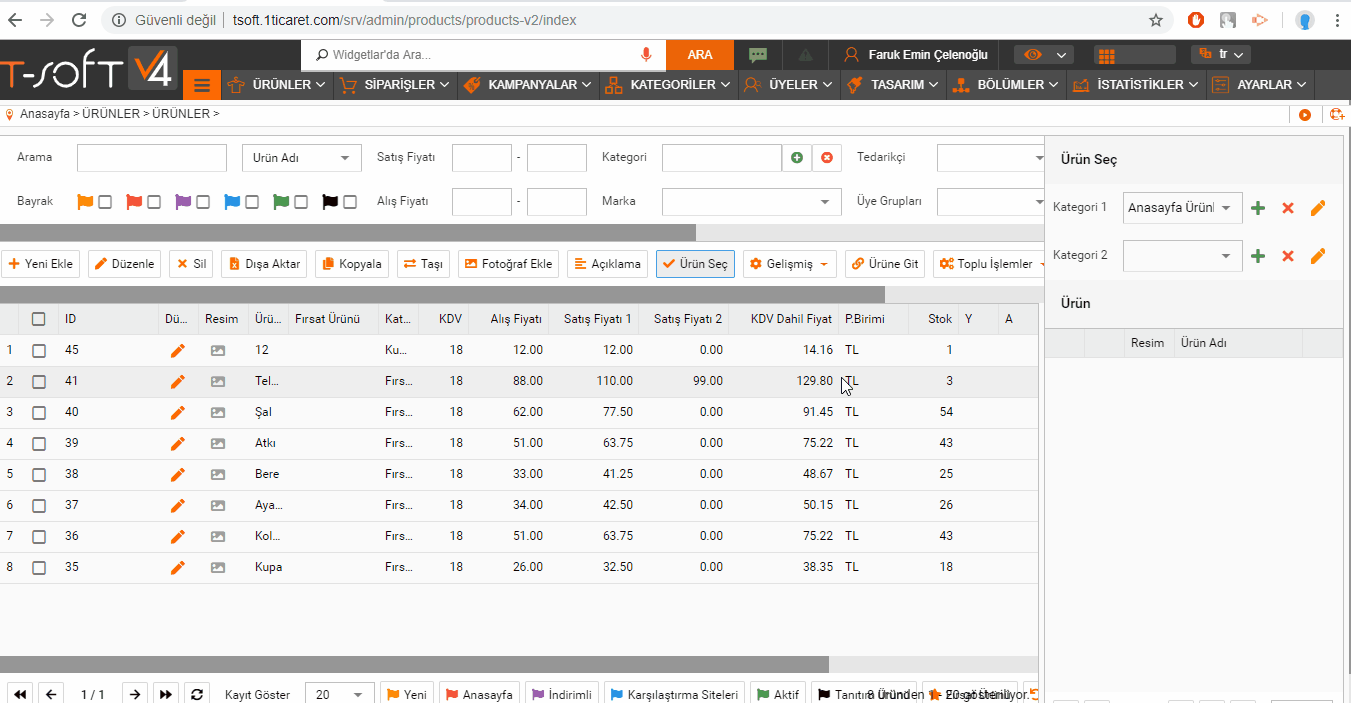 Güvenli değil | tsoft.1ticaret.com/srv/admin/products/products-v2/index
T-SOFT V4
Widgetlar'da Ara...
ARA
Faruk Emin Çelenoğlu
tr
ÜRÜNLER
SİPARİŞLER
KAMPANYALAR
KATEGORİLER
ÜYELER
TASARIM
BÖLÜMLER
İSTATİSTİKLER
AYARLAR
Anasayfa > ÜRÜNLER > ÜRÜNLER >
Arama
Ürün Adı
Satış Fiyatı
-
Kategori
Tedarikçi
Bayrak
Alış Fiyatı
-
Marka
Üye Grupları
Yeni Ekle
Düzenle
Sil
Dışa Aktar
Kopyala
Taşı
Fotoğraf Ekle
Açıklama
Ürün Seç
Gelişmiş
Ürüne Git
Toplu İşlemler
ID Dü... Resim Ürü... Fırsat Ürünü Kat... KDV Alış Fiyatı Satış Fiyatı 1 Satış Fiyatı 2 KDV Dahil Fiyat P.Birimi Stok Y A
1 45 12 Ku... 18 12.00 12.00 0.00 14.16 TL 1
2 41 Tel... Fırs... 18 88.00 110.00 99.00 129.80 TL 3
3 40 Şal Fırs... 18 62.00 77.50 0.00 91.45 TL 54
4 39 Atkı Fırs... 18 51.00 63.75 0.00 75.22 TL 43
5 38 Bere Fırs... 18 33.00 41.25 0.00 48.67 TL 25
6 37 Aya... Fırs... 18 34.00 42.50 0.00 50.15 TL 26
7 36 Kol... Fırs... 18 51.00 63.75 0.00 75.22 TL 43
8 35 Kupa Fırs... 18 26.00 32.50 0.00 38.35 TL 18
Ürün Seç
Kategori 1 Anasayfa Ürünl
Kategori 2
Ürün
Resim Ürün Adı
1 / 1
Kayıt Göster
20
Yeni
Anasayfa
İndirimli
Karşılaştırma Siteleri
Aktif
Tanıtım Ürünü
8 Üründen 1 - 20 gösteriliyor.